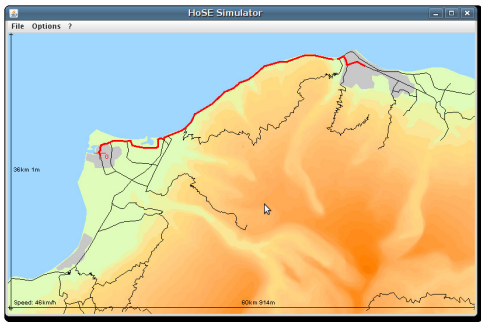 HoSE Simulator
File Options ?
36km 1m
Speed: 46km/h
60km 914m